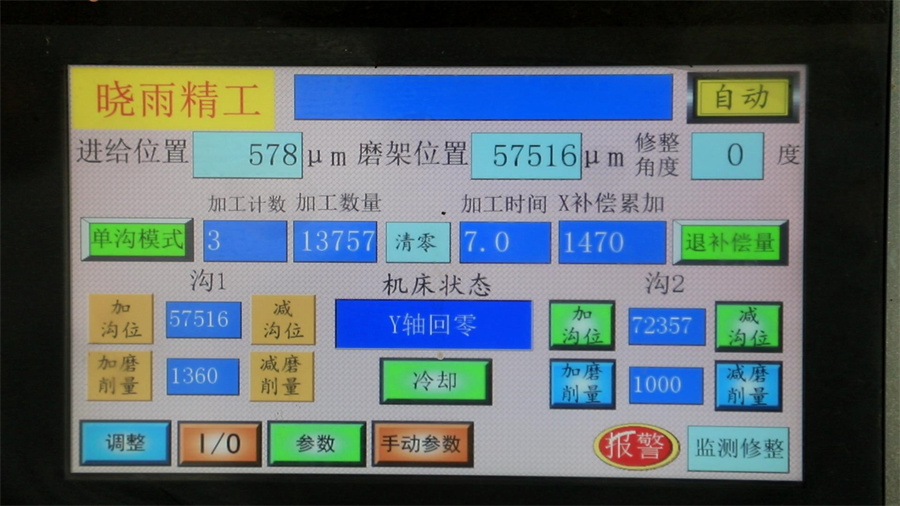 晓雨精工
自动
进给位置 578 μm 磨架位置 57516 μm 修整角度 0 度
加工计数 加工数量 加工时间 X补偿累加
单沟模式 3 13757 清零 7.0 1470 退补偿量
沟1 机床状态 沟2
加沟位 57516 减沟位 Y轴回零 加沟位 72357 减沟位
加磨削量 1360 减磨削量 冷却 加磨削量 1000 减磨削量
调整 I/O 参数 手动参数 报警 监测修整